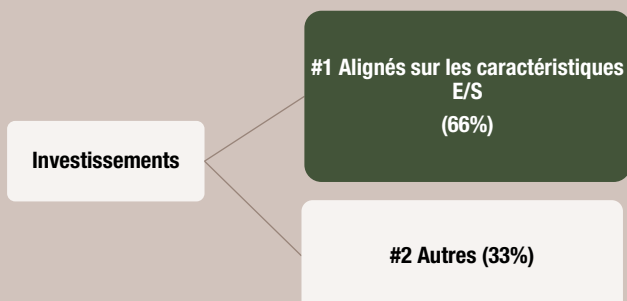 #1 Alignés sur les caractéristiques
E/S
(66%)
Investissements
#2 Autres (33%)